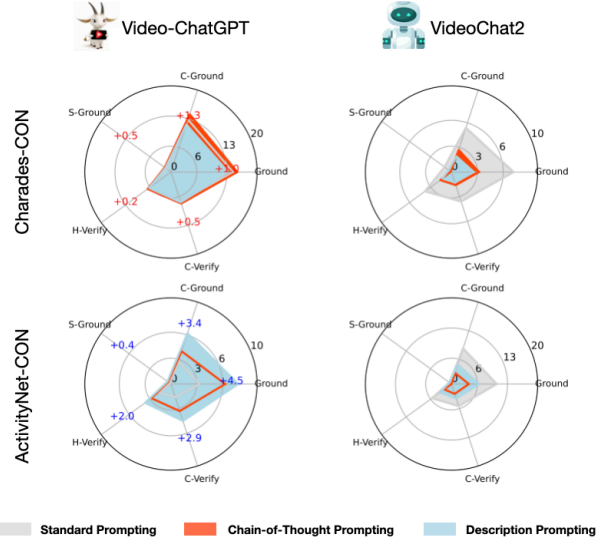 Video-ChatGPT
VideoChat2
Charades-CON
C-Ground
S-Ground
+1.3
20
+0.5
13
6
0
+1.0
Ground
+0.2
H-Verify
+0.5
C-Verify
C-Ground
S-Ground
10
6
3
0
Ground
H-Verify
C-Verify
ActivityNet-CON
C-Ground
S-Ground
+3.4
10
+0.4
6
3
0
+4.5
Ground
+2.0
H-Verify
+2.9
C-Verify
C-Ground
S-Ground
20
13
6
0
Ground
H-Verify
C-Verify
Standard Prompting
Chain-of-Thought Prompting
Description Prompting